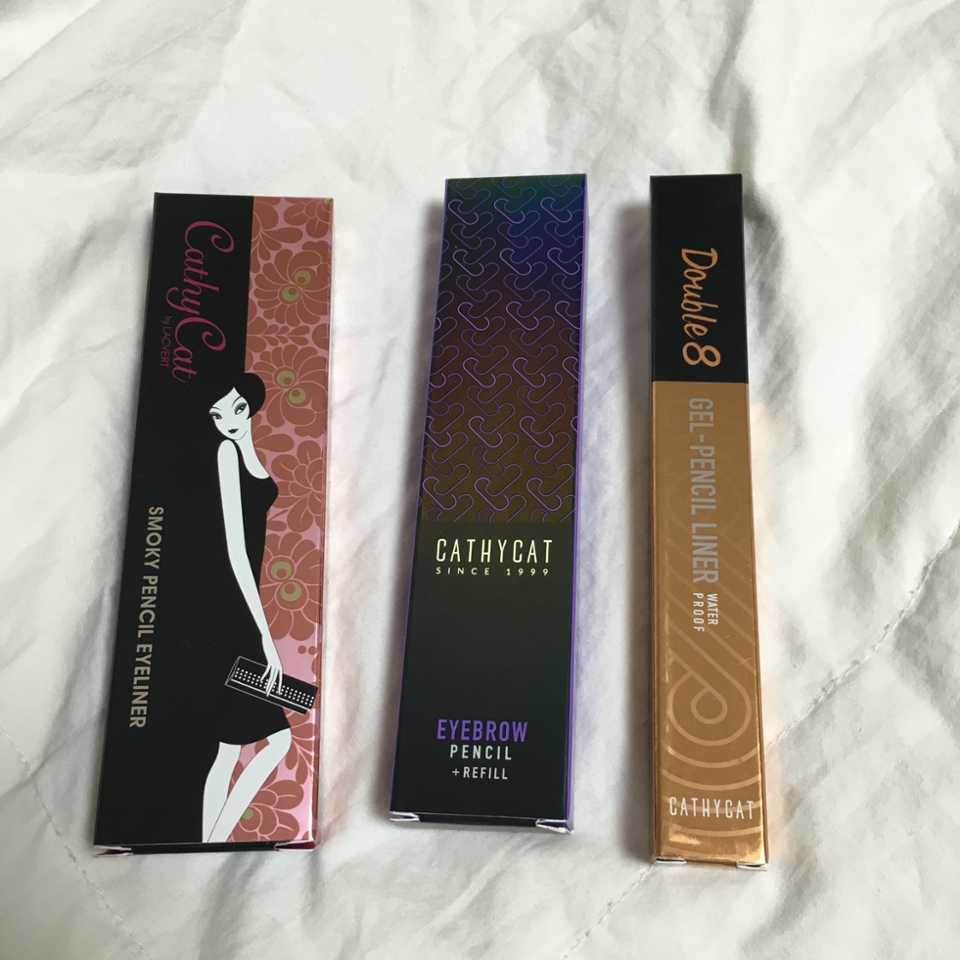 CathyCat
by LACVERT
SMOKY PENCIL EYELINER
CATHYCAT
SINCE 1999
EYEBROW
PENCIL
+REFILL
Double 8
GEL-PENCIL LINER
WATER
PROOF
CATHYCAT